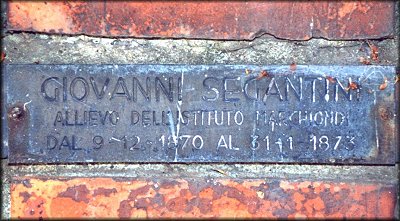 GIOVANNI SEGANTINI
ALLIEVO DELL'ISTITUTO MARCHIONDI
DAL 9-12-1870 AL 31-1-1873